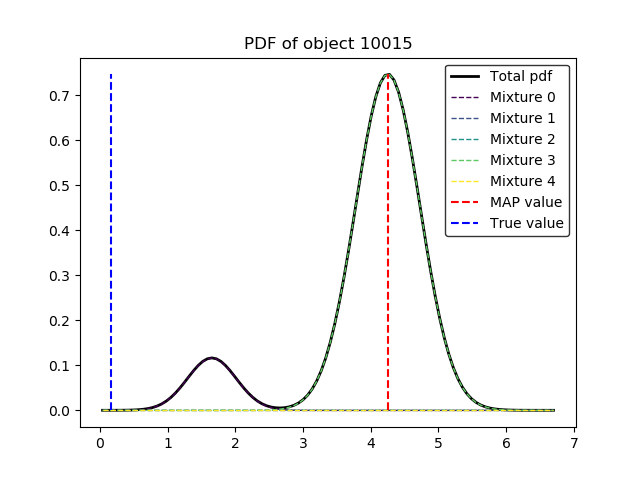 PDF of object 10015
Total pdf
Mixture 0
Mixture 1
Mixture 2
Mixture 3
Mixture 4
MAP value
True value
0.7
0.6
0.5
0.4
0.3
0.2
0.1
0.0
0 1 2 3 4 5 6 7